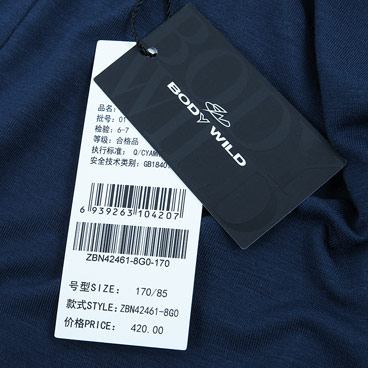 BODY WILD
BODY
WILD
品名:
批号: 01
检验: 6-7
等级: 合格品
执行标准: Q/CYAM
安全技术类别: GB1840
6 939263 104207
ZBN42461-8G0-170
号型SIZE: 170/85
款式STYLE: ZBN42461-8G0
价格PRICE: 420.00